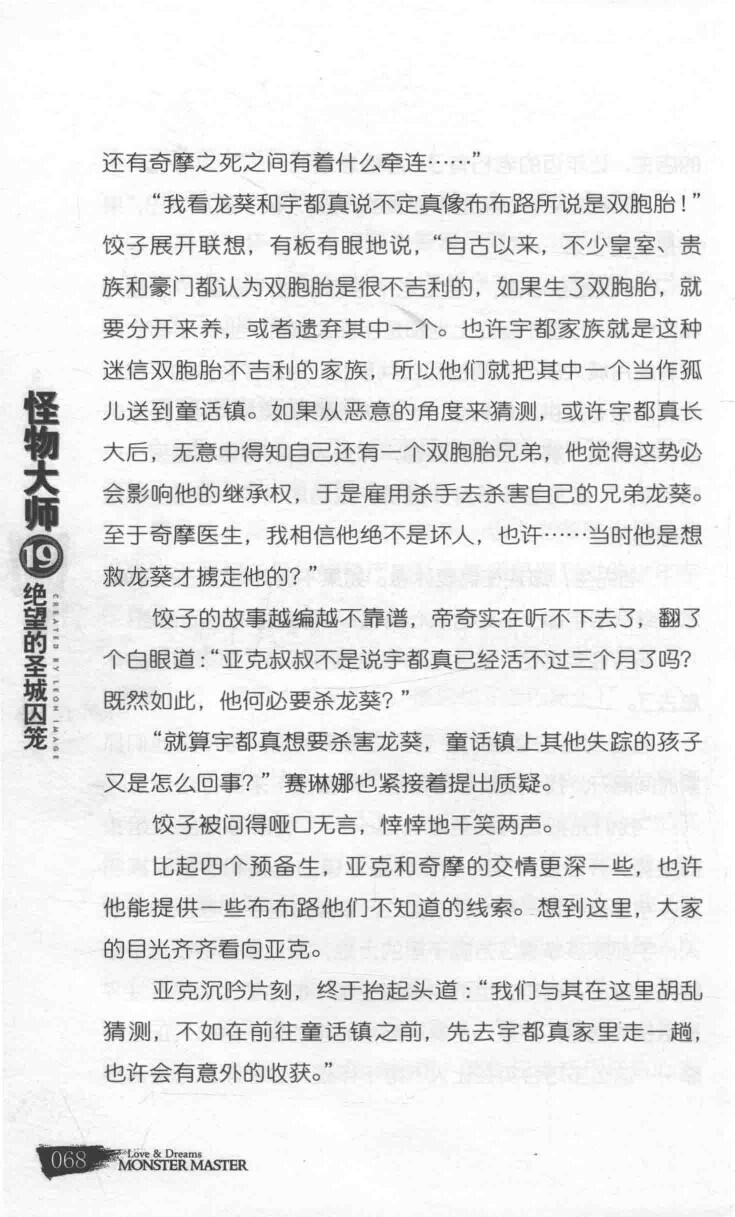 还有奇摩之死之间有着什么牵连……”
“我看龙葵和宇都真说不定真像布布路所说是双胞胎！”
饺子展开联想，有板有眼地说，“自古以来，不少皇室、贵
族和豪门都认为双胞胎是很不吉利的，如果生了双胞胎，就
要分开来养，或者遗弃其中一个。也许宇都家族就是这种
迷信双胞胎不吉利的家族，所以他们就把其中一个当作孤
儿送到童话镇。如果从恶意的角度来猜测，或许宇都真长
大后，无意中得知自己还有一个双胞胎兄弟，他觉得这势必
会影响他的继承权，于是雇用杀手去杀害自己的兄弟龙葵。
至于奇摩医生，我相信他绝不是坏人，也许……当时他是想
救龙葵才掳走他的？”
饺子的故事越编越不靠谱，帝奇实在听不下去了，翻了
个白眼道：“亚克叔叔不是说宇都真已经活不过三个月了吗？
既然如此，他何必要杀龙葵？”
“就算宇都真想要杀害龙葵，童话镇上其他失踪的孩子
又是怎么回事？”赛琳娜也紧接着提出质疑。
饺子被问得哑口无言，悻悻地干笑两声。
比起四个预备生，亚克和奇摩的交情更深一些，也许
他能提供一些布布路他们不知道的线索。想到这里，大家
的目光齐齐看向亚克。
亚克沉吟片刻，终于抬起头道：“我们与其在这里胡乱
猜测，不如在前往童话镇之前，先去宇都真家里走一趟，
也许会有意外的收获。”
怪物大师
19
绝望的圣城囚笼
CREATED BY LEON IMAGE
068
Love & Dreams
MONSTER MASTER